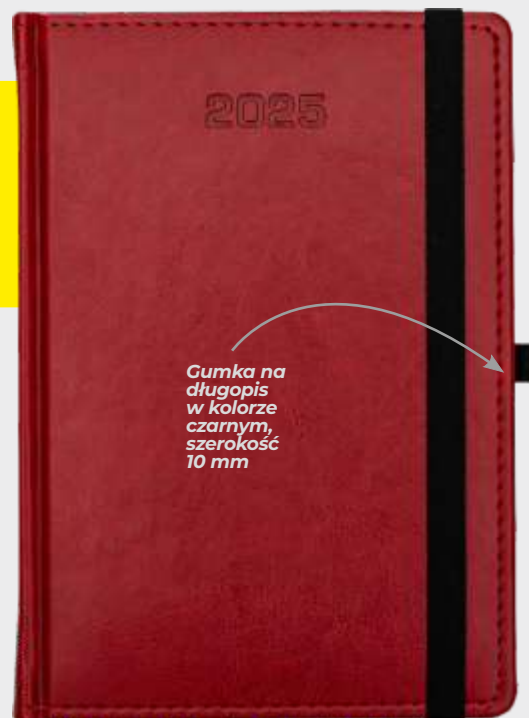 2025
Gumka na
długopis
w kolorze
czarnym,
szerokość
10 mm